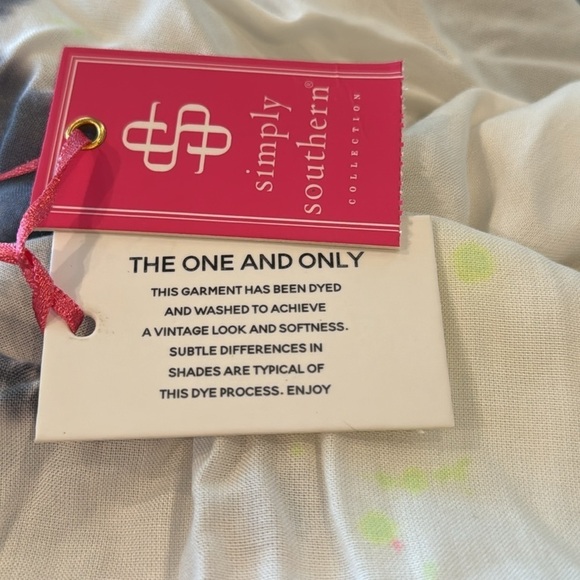 simply
southern®
COLLECTION
THE ONE AND ONLY
THIS GARMENT HAS BEEN DYED
AND WASHED TO ACHIEVE
A VINTAGE LOOK AND SOFTNESS.
SUBTLE DIFFERENCES IN
SHADES ARE TYPICAL OF
THIS DYE PROCESS. ENJOY